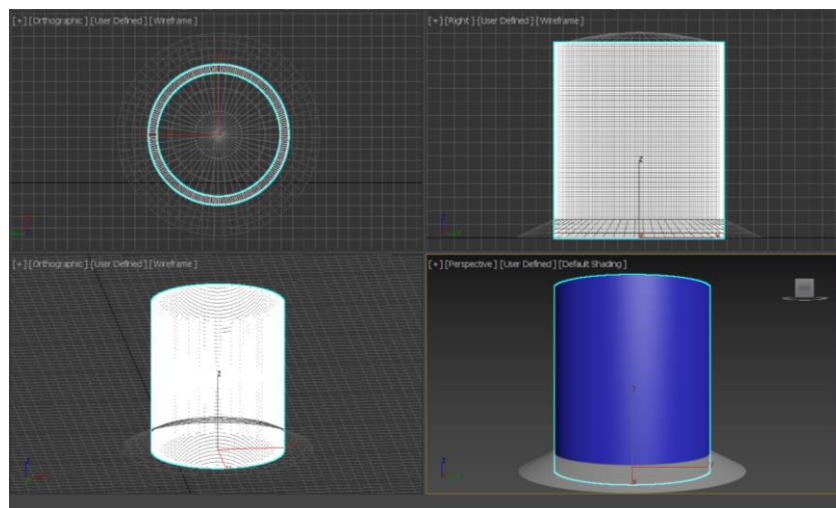 [+] [Orthographic ] [User Defined ] [Wireframe ]
[+] [Right ] [User Defined ] [Wireframe ]
z
[+] [Orthographic ] [User Defined ] [Wireframe ]
z
[+] [Perspective ] [User Defined ] [Default Shading ]